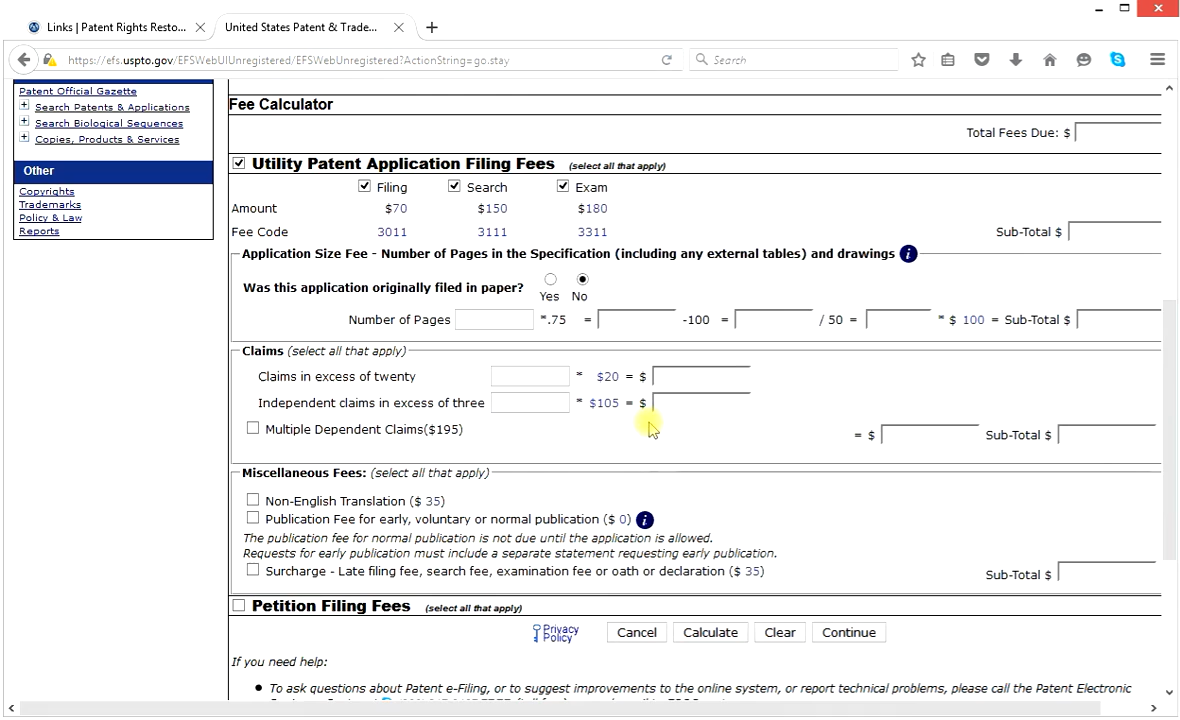 Links | Patent Rights Resto...
United States Patent & Trade...
https://efs.uspto.gov/EFSWebUIUnregistered/EFSWebUnregistered?ActionString=go.stay
Search
Patent Official Gazette
Search Patents & Applications
Search Biological Sequences
Copies, Products & Services
Other
Copyrights
Trademarks
Policy & Law
Reports
Fee Calculator
Total Fees Due: $
Utility Patent Application Filing Fees (select all that apply)
Filing Search Exam
Amount $70 $150 $180
Fee Code 3011 3111 3311 Sub-Total $
Application Size Fee - Number of Pages in the Specification (including any external tables) and drawings i
Was this application originally filed in paper?
Yes No
Number of Pages *.75 = -100 = / 50 = * $ 100 = Sub-Total $
Claims (select all that apply)
Claims in excess of twenty * $20 = $
Independent claims in excess of three * $105 = $
Multiple Dependent Claims($195) = $ Sub-Total $
Miscellaneous Fees: (select all that apply)
Non-English Translation ($ 35)
Publication Fee for early, voluntary or normal publication ($ 0) i
The publication fee for normal publication is not due until the application is allowed.
Requests for early publication must include a separate statement requesting early publication.
Surcharge - Late filing fee, search fee, examination fee or oath or declaration ($ 35) Sub-Total $
Petition Filing Fees (select all that apply)
Privacy Policy Cancel Calculate Clear Continue
If you need help:
To ask questions about Patent e-Filing, or to suggest improvements to the online system, or report technical problems, please call the Patent Electronic